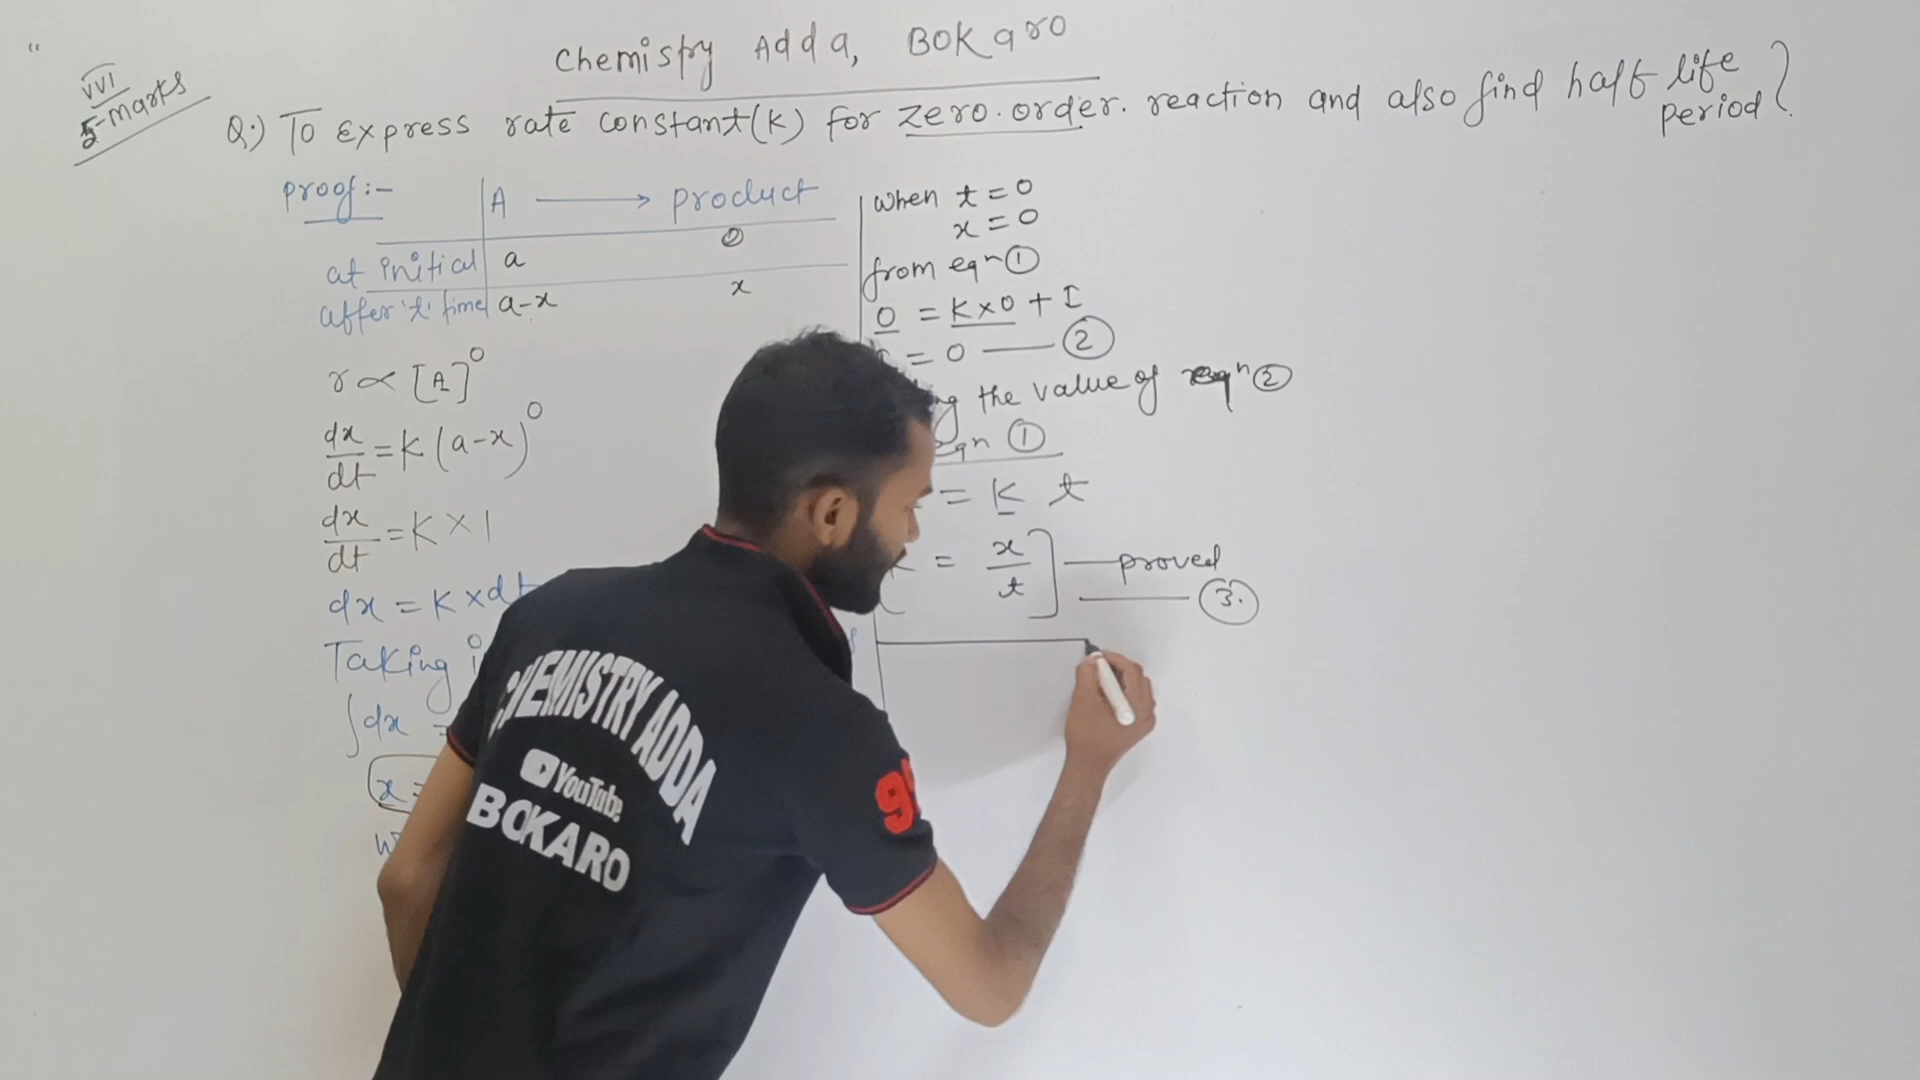 Chemistry Adda, BOKaro
VVI
5-marks
Q.) To Express rate constant(K) for zero.order. reaction and also find half life period?
proof:-
A → product
at initial a 0
after 't' time a-x x
r ∝ [A]⁰
dx/dt = K (a-x)⁰
dx/dt = K × 1
dx = K × dt
Taking
∫dx =
x =
when t = 0
x = 0
from eqn ①
0 = K×0 + I
= 0 —— ②
the value of eqn ②
eqn ①
= K t
= x/t] — proved
—— ③.
CHEMISTRY ADDA
YouTube
BOKARO
9